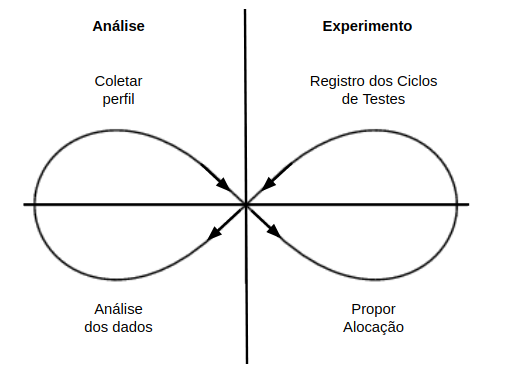 Análise
Experimento
Coletar
perfil
Registro dos Ciclos
de Testes
Análise
dos dados
Propor
Alocação